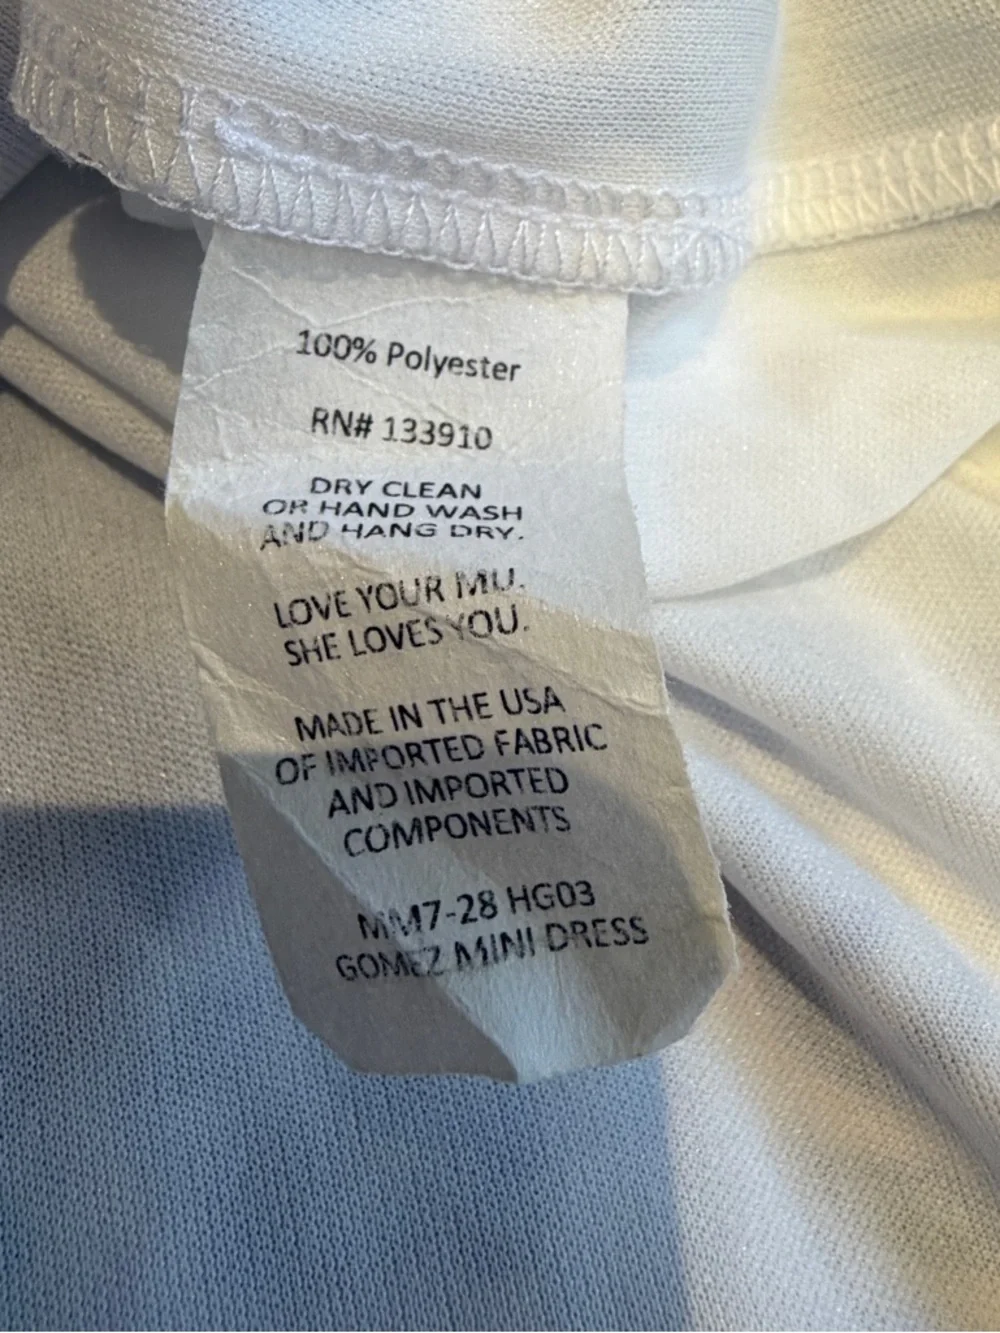 100% Polyester
RN# 133910
DRY CLEAN
OR HAND WASH
AND HANG DRY.
LOVE YOUR MU.
SHE LOVES YOU.
MADE IN THE USA
OF IMPORTED FABRIC
AND IMPORTED
COMPONENTS
MM7-28 HG03
GOMEZ MINI DRESS